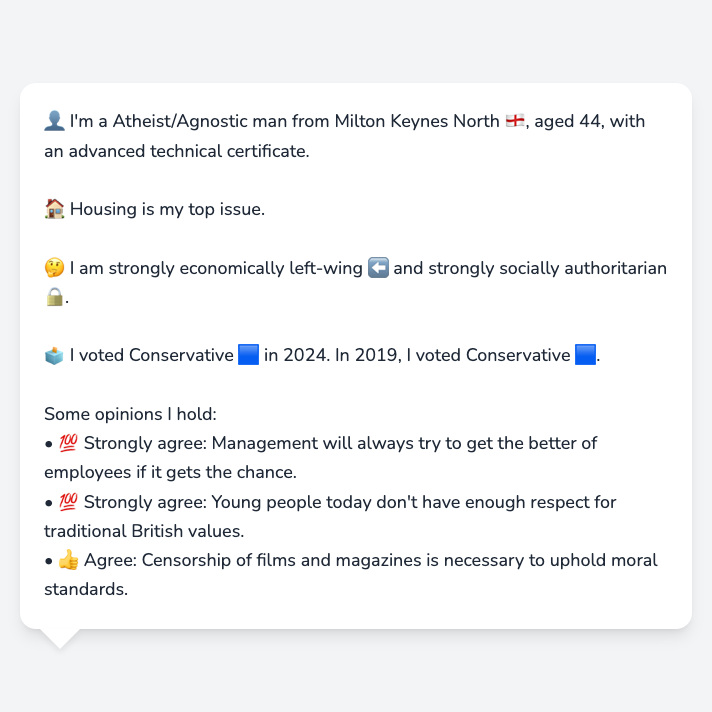 👤 I'm a Atheist/Agnostic man from Milton Keynes North 🏴󠁧󠁢󠁥󠁮󠁧󠁿, aged 44, with
an advanced technical certificate.
🏠 Housing is my top issue.
🤔 I am strongly economically left-wing ⬅️ and strongly socially authoritarian
🔒.
🗳️ I voted Conservative 🟦 in 2024. In 2019, I voted Conservative 🟦.
Some opinions I hold:
• 💯 Strongly agree: Management will always try to get the better of
employees if it gets the chance.
• 💯 Strongly agree: Young people today don't have enough respect for
traditional British values.
• 👍 Agree: Censorship of films and magazines is necessary to uphold moral
standards.